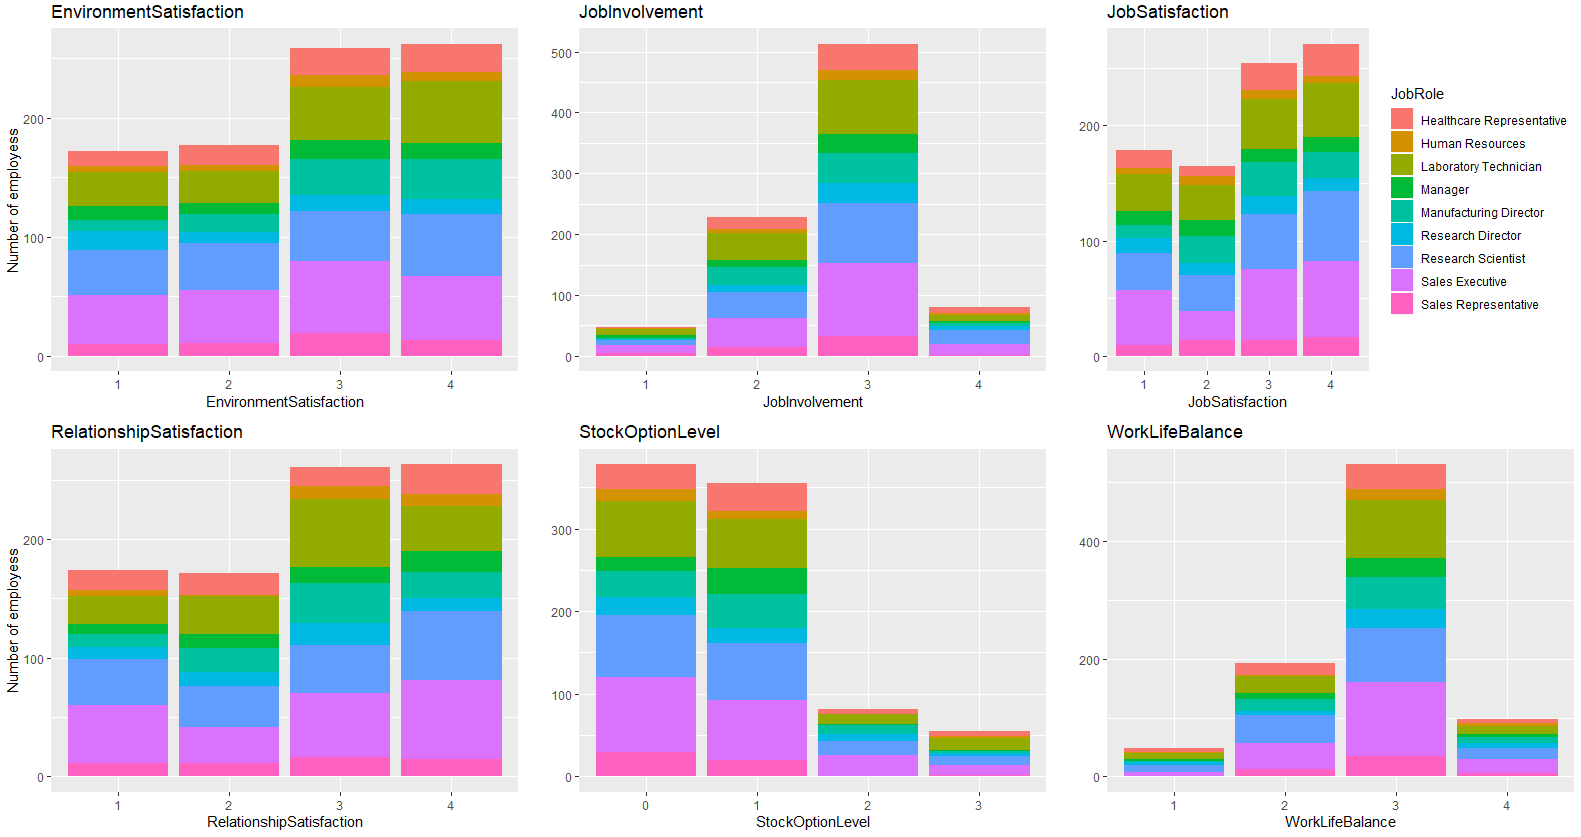 EnvironmentSatisfaction
JobInvolvement
JobSatisfaction
Number of employess
200
100
0
1 2 3 4
EnvironmentSatisfaction
500
400
300
200
100
0
1 2 3 4
JobInvolvement
200
100
0
1 2 3 4
JobSatisfaction
JobRole
Healthcare Representative
Human Resources
Laboratory Technician
Manager
Manufacturing Director
Research Director
Research Scientist
Sales Executive
Sales Representative
RelationshipSatisfaction
StockOptionLevel
WorkLifeBalance
Number of employess
200
100
0
1 2 3 4
RelationshipSatisfaction
300
200
100
0
0 1 2 3
StockOptionLevel
400
200
0
1 2 3 4
WorkLifeBalance